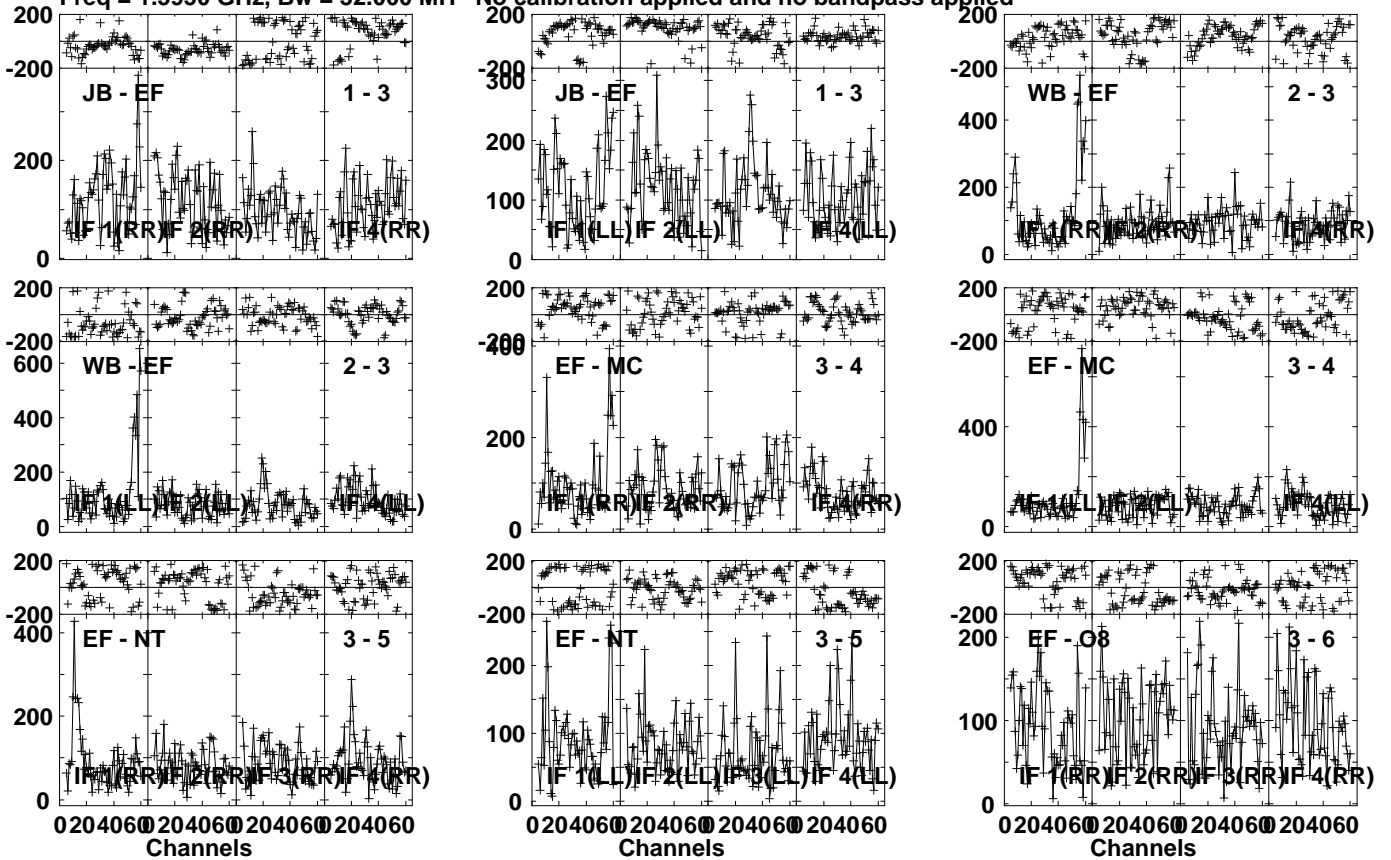 Freq = 1.5950 GHz, Bw = 32.000 MH No calibration applied and no bandpass applied
200 200 200
-200 -200 -200
JB - EF 1 - 3 JB - EF 1 - 3 WB - EF 2 - 3
300
400
200 200
200
100
IF 1(RR) IF 2(RR) IF 4(RR) IF 1(LL) IF 2(LL) IF 4(LL) IF 1(RR) IF 2(RR) IF 4(RR)
0 0 0
200 200 200
-200 -200 -200
600 400
WB - EF 2 - 3 EF - MC 3 - 4 EF - MC 3 - 4
400 400
200 200
IF 1(LL) IF 2(LL) IF 4(LL) IF 1(RR) IF 2(RR) IF 4(RR) IF 1(LL) IF 2(LL) IF 4(LL)
0 0 0
200 200 200
-200 -200 -200
400 200
EF - NT 3 - 5 EF - NT 3 - 5 EF - O8 3 - 6
200 200
100 100
IF 1(RR) IF 2(RR) IF 3(RR) IF 4(RR) IF 1(LL) IF 2(LL) IF 3(LL) IF 4(LL) IF 1(RR) IF 2(RR) IF 3(RR) IF 4(RR)
0 0 0
0 20 40 60 0 20 40 60 0 20 40 60 0 20 40 60 0 20 40 60 0 20 40 60 0 20 40 60 0 20 40 60 0 20 40 60 0 20 40 60 0 20 40 60 0 20 40 60
Channels Channels Channels